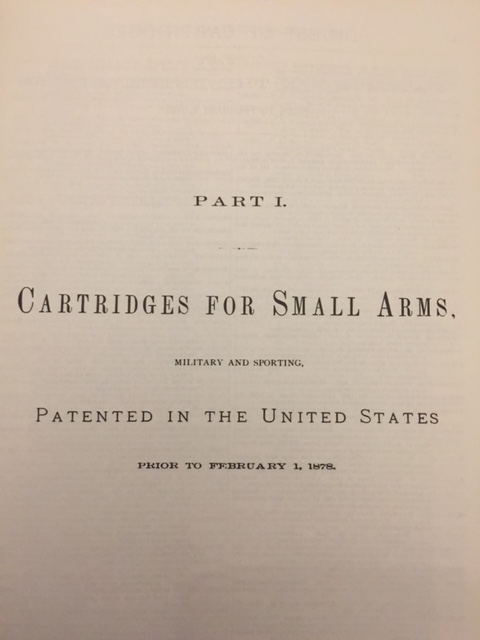 PART I.
CARTRIDGES FOR SMALL ARMS,
MILITARY AND SPORTING,
PATENTED IN THE UNITED STATES
PRIOR TO FEBRUARY 1, 1878.